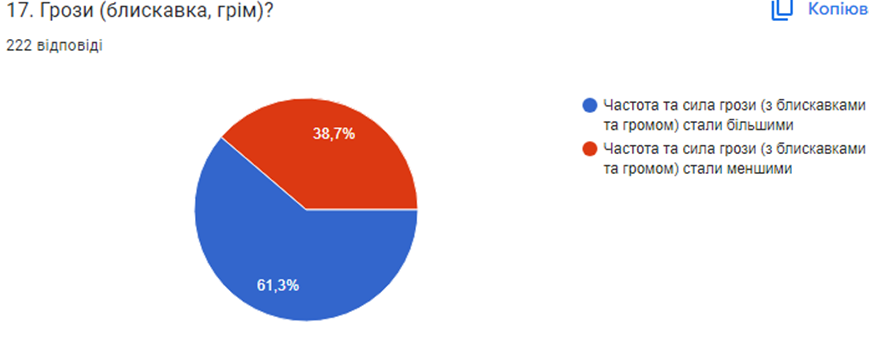 17. Грози (блискавка, грім)?
Копіюв
222 відповіді
38,7%
61,3%
Частота та сила грози (з блискавками
та громом) стали більшими
Частота та сила грози (з блискавками
та громом) стали меншими